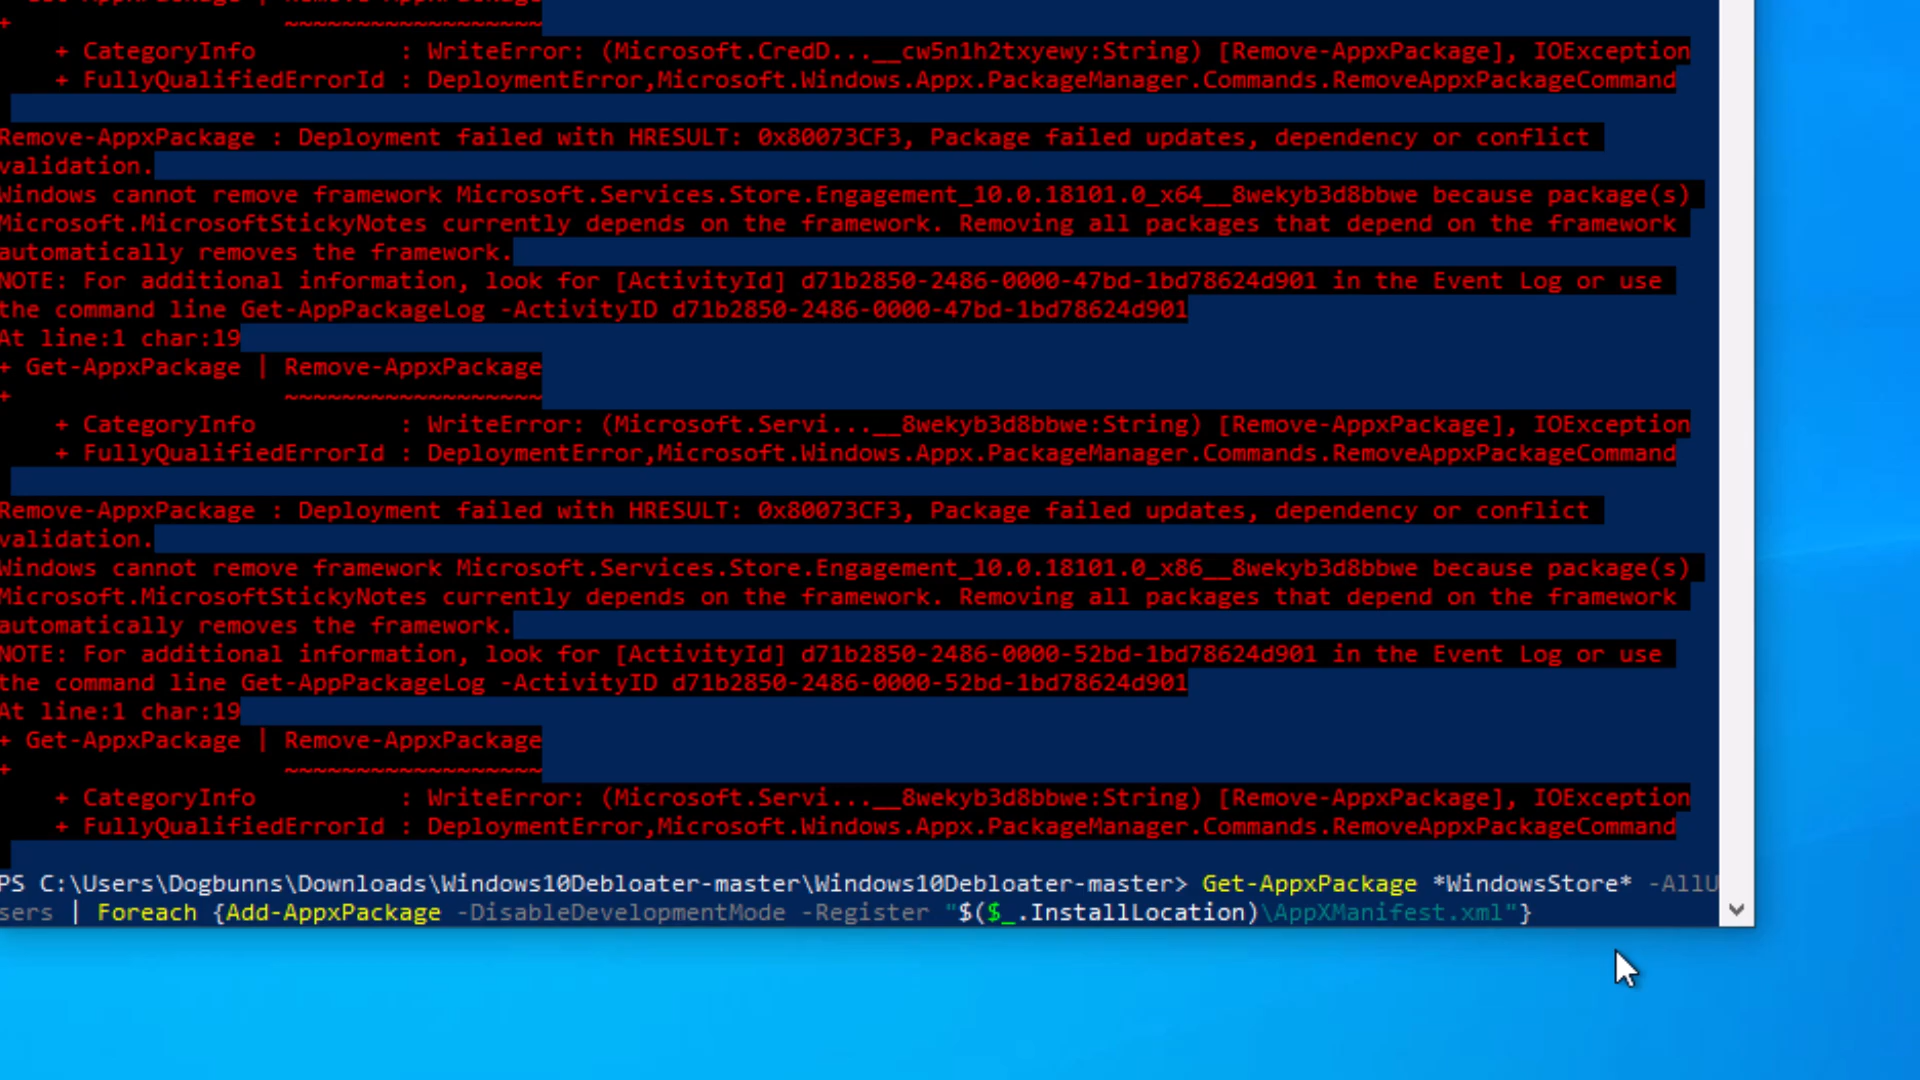 Get-AppxPackage | Remove-AppxPackage
+                   ~~~~~~~~~~~~~~~~~~
    + CategoryInfo          : WriteError: (Microsoft.CredD...__cw5n1h2txyewy:String) [Remove-AppxPackage], IOException
    + FullyQualifiedErrorId : DeploymentError,Microsoft.Windows.Appx.PackageManager.Commands.RemoveAppxPackageCommand
Remove-AppxPackage : Deployment failed with HRESULT: 0x80073CF3, Package failed updates, dependency or conflict
validation.
Windows cannot remove framework Microsoft.Services.Store.Engagement_10.0.18101.0_x64__8wekyb3d8bbwe because package(s)
Microsoft.MicrosoftStickyNotes currently depends on the framework. Removing all packages that depend on the framework
automatically removes the framework.
NOTE: For additional information, look for [ActivityId] d71b2850-2486-0000-47bd-1bd78624d901 in the Event Log or use
the command line Get-AppPackageLog -ActivityID d71b2850-2486-0000-47bd-1bd78624d901
At line:1 char:19
+ Get-AppxPackage | Remove-AppxPackage
+                   ~~~~~~~~~~~~~~~~~~
    + CategoryInfo          : WriteError: (Microsoft.Servi...__8wekyb3d8bbwe:String) [Remove-AppxPackage], IOException
    + FullyQualifiedErrorId : DeploymentError,Microsoft.Windows.Appx.PackageManager.Commands.RemoveAppxPackageCommand
Remove-AppxPackage : Deployment failed with HRESULT: 0x80073CF3, Package failed updates, dependency or conflict
validation.
Windows cannot remove framework Microsoft.Services.Store.Engagement_10.0.18101.0_x86__8wekyb3d8bbwe because package(s)
Microsoft.MicrosoftStickyNotes currently depends on the framework. Removing all packages that depend on the framework
automatically removes the framework.
NOTE: For additional information, look for [ActivityId] d71b2850-2486-0000-52bd-1bd78624d901 in the Event Log or use
the command line Get-AppPackageLog -ActivityID d71b2850-2486-0000-52bd-1bd78624d901
At line:1 char:19
+ Get-AppxPackage | Remove-AppxPackage
+                   ~~~~~~~~~~~~~~~~~~
    + CategoryInfo          : WriteError: (Microsoft.Servi...__8wekyb3d8bbwe:String) [Remove-AppxPackage], IOException
    + FullyQualifiedErrorId : DeploymentError,Microsoft.Windows.Appx.PackageManager.Commands.RemoveAppxPackageCommand
PS C:\Users\Dogbunns\Downloads\Windows10Debloater-master\Windows10Debloater-master> Get-AppxPackage *WindowsStore* -AllU
sers | Foreach {Add-AppxPackage -DisableDevelopmentMode -Register "$($_.InstallLocation)\AppXManifest.xml"}